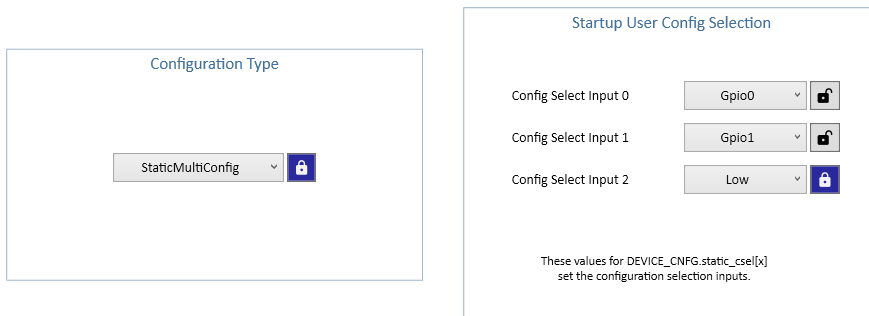 Configuration Type
StaticMultiConfig
Startup User Config Selection
Config Select Input 0 Gpio0
Config Select Input 1 Gpio1
Config Select Input 2 Low
These values for DEVICE_CNFG.static_csel[x]
set the configuration selection inputs.